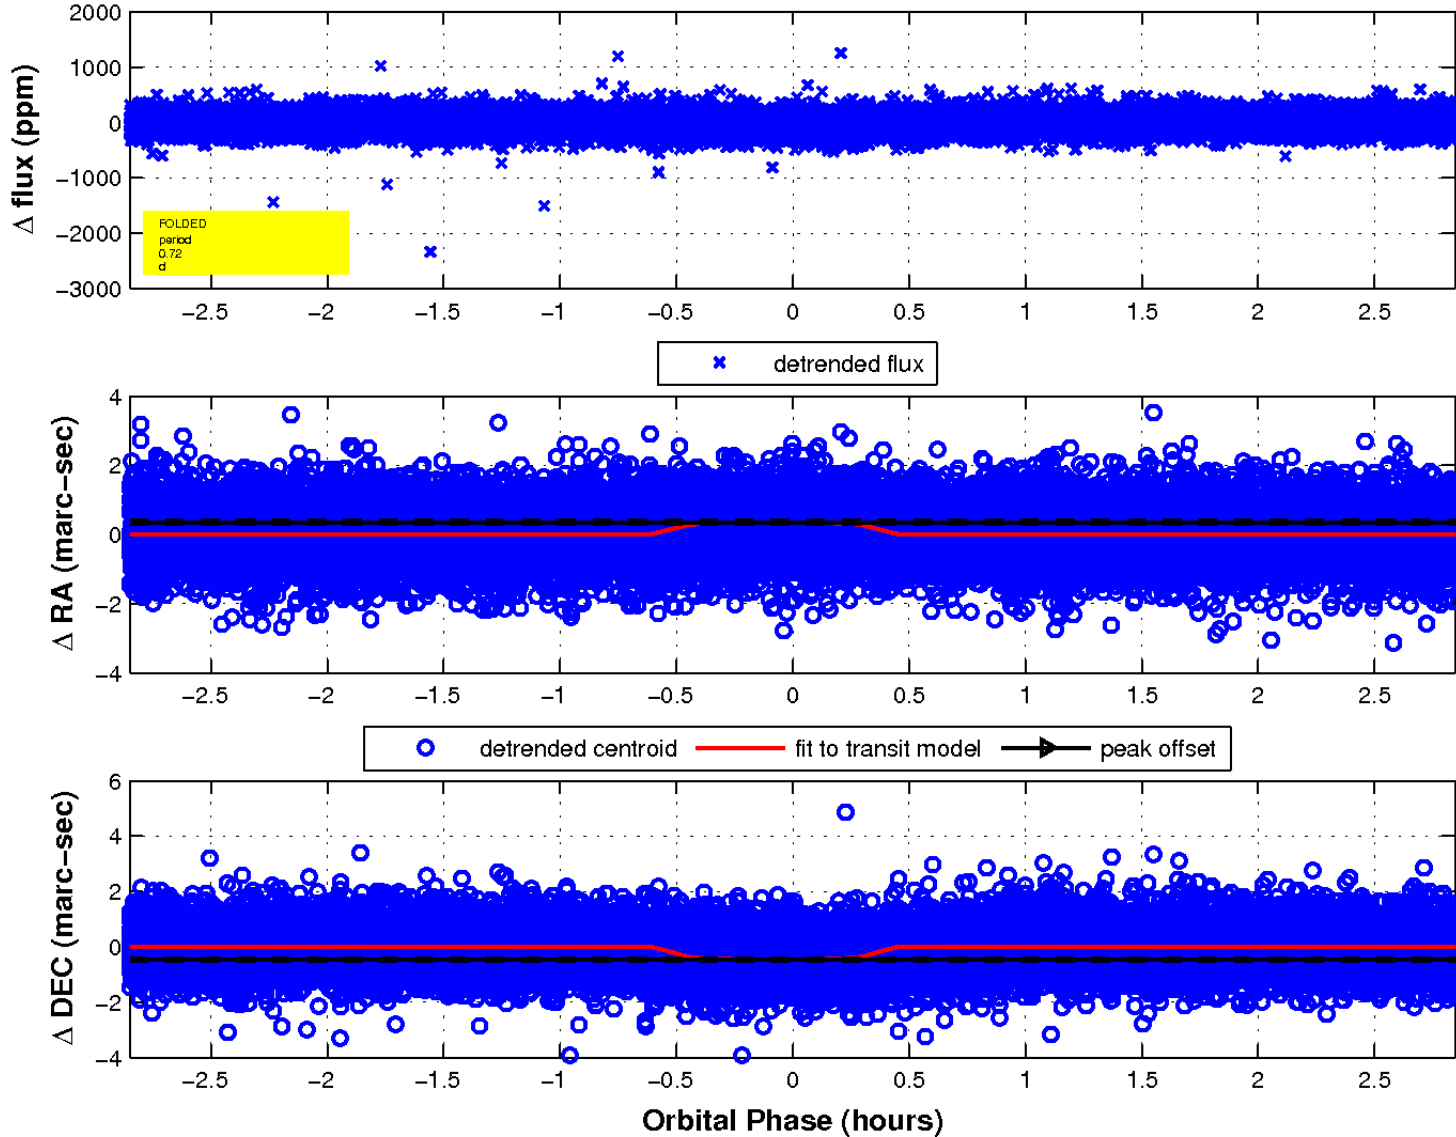 2000
1000
0
−1000
−2000
−3000
Δ flux (ppm)
FOLDED
period
0.72
d
−2.5 −2 −1.5 −1 −0.5 0 0.5 1 1.5 2 2.5
detrended flux
4
2
0
−2
−4
Δ RA (marc−sec)
−2.5 −2 −1.5 −1 −0.5 0 0.5 1 1.5 2 2.5
detrended centroid fit to transit model peak offset
6
4
2
0
−2
−4
Δ DEC (marc−sec)
−2.5 −2 −1.5 −1 −0.5 0 0.5 1 1.5 2 2.5
Orbital Phase (hours)